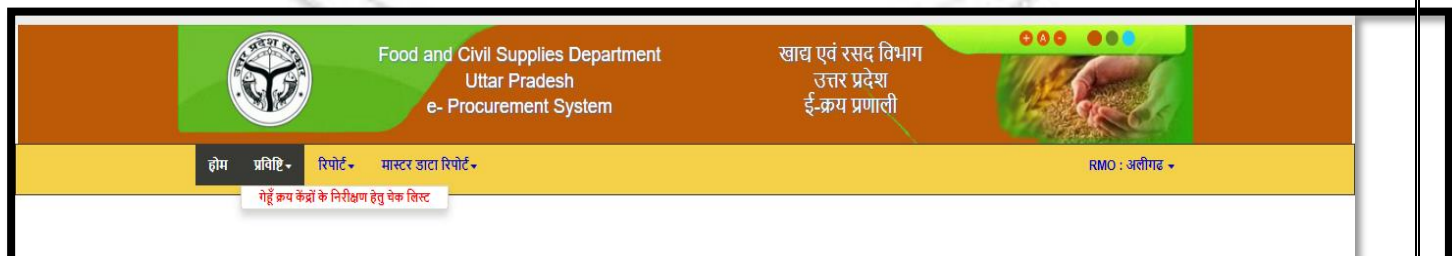 Food and Civil Supplies Department
Uttar Pradesh
e- Procurement System
खाद्य एवं रसद विभाग
उत्तर प्रदेश
ई-क्रय प्रणाली
+ A -
होम प्रविष्टि रिपोर्ट मास्टर डाटा रिपोर्ट RMO : अलीगढ
गेहूँ क्रय केंद्रों के निरीक्षण हेतु चेक लिस्ट